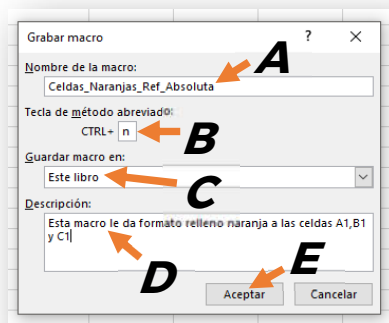 Grabar macro ? ×
Nombre de la macro:
A
Celdas_Naranjas_Ref_Absoluta
Tecla de método abreviado:
CTRL+ n
B
Guardar macro en:
Este libro
C
Descripción:
Esta macro le da formato relleno naranja a las celdas A1,B1
y C1
D
E
Aceptar Cancelar